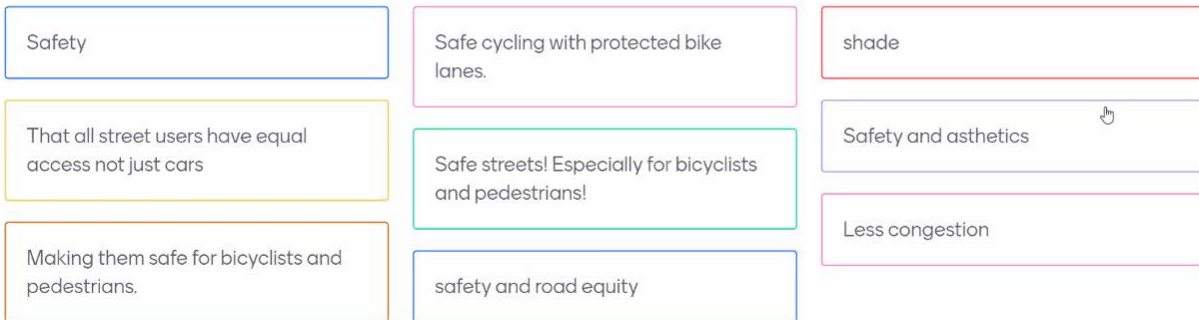 Safety
That all street users have equal
access not just cars
Making them safe for bicyclists and
pedestrians.
Safe cycling with protected bike
lanes.
Safe streets! Especially for bicyclists
and pedestrians!
safety and road equity
shade
Safety and asthetics
Less congestion